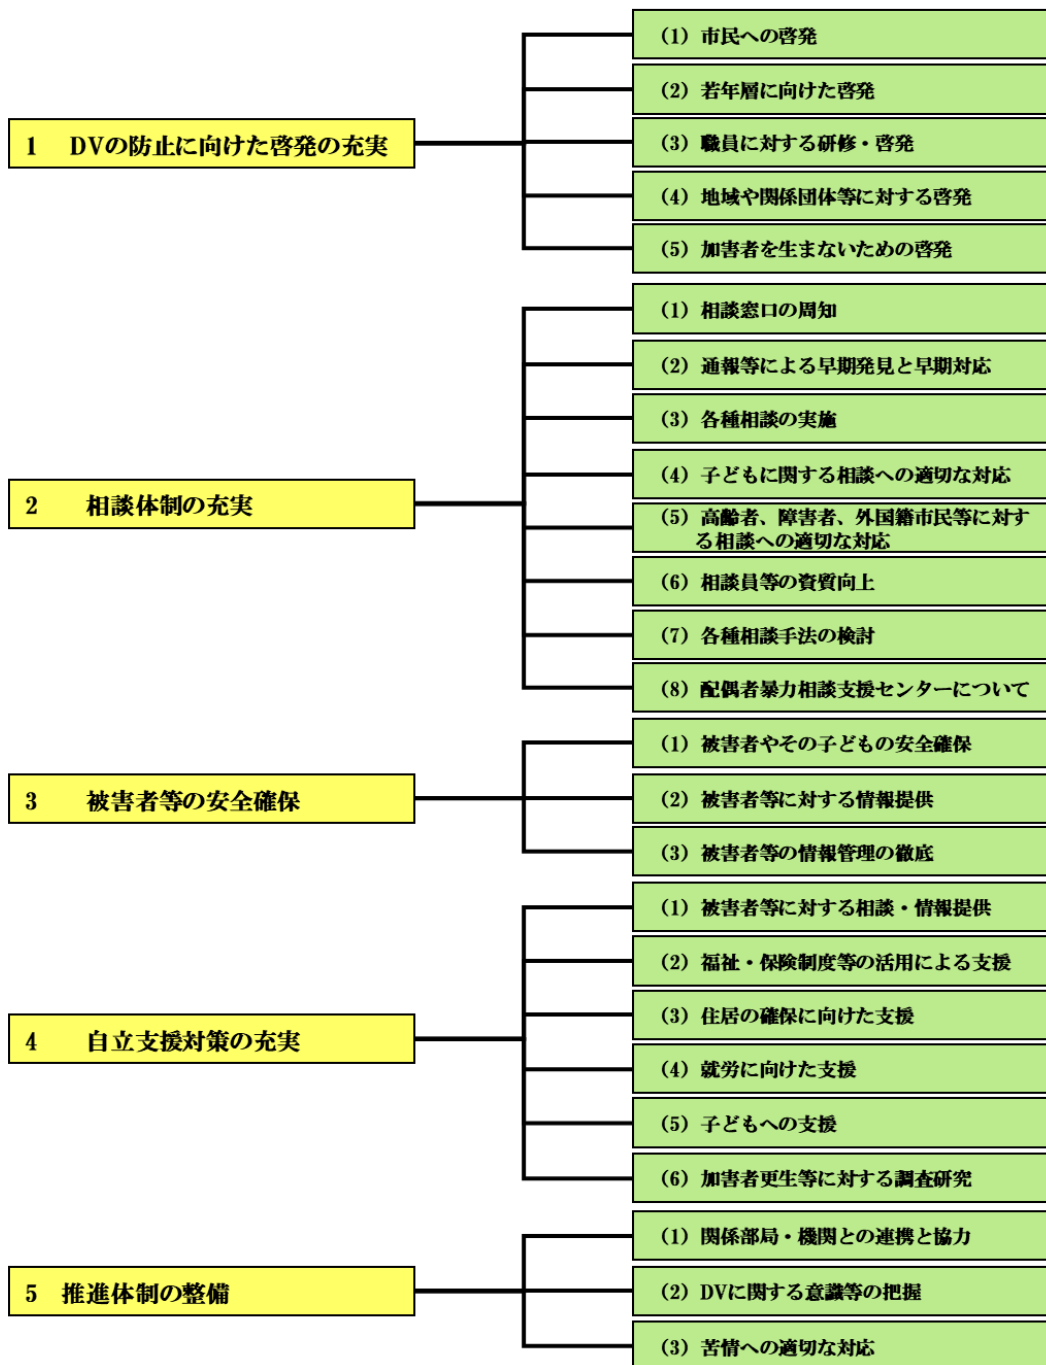 1 DVの防止に向けた啓発の充実
（1）市民への啓発
（2）若年層に向けた啓発
（3）職員に対する研修・啓発
（4）地域や関係団体等に対する啓発
（5）加害者を生まないための啓発
2 相談体制の充実
（1）相談窓口の周知
（2）通報等による早期発見と早期対応
（3）各種相談の実施
（4）子どもに関する相談への適切な対応
（5）高齢者、障害者、外国籍市民等に対す
る相談への適切な対応
（6）相談員等の資質向上
（7）各種相談手法の検討
（8）配偶者暴力相談支援センターについて
3 被害者等の安全確保
（1）被害者やその子どもの安全確保
（2）被害者等に対する情報提供
（3）被害者等の情報管理の徹底
4 自立支援対策の充実
（1）被害者等に対する相談・情報提供
（2）福祉・保険制度等の活用による支援
（3）住居の確保に向けた支援
（4）就労に向けた支援
（5）子どもへの支援
（6）加害者更生等に対する調査研究
5 推進体制の整備
（1）関係部局・機関との連携と協力
（2）DVに関する意識等の把握
（3）苦情への適切な対応